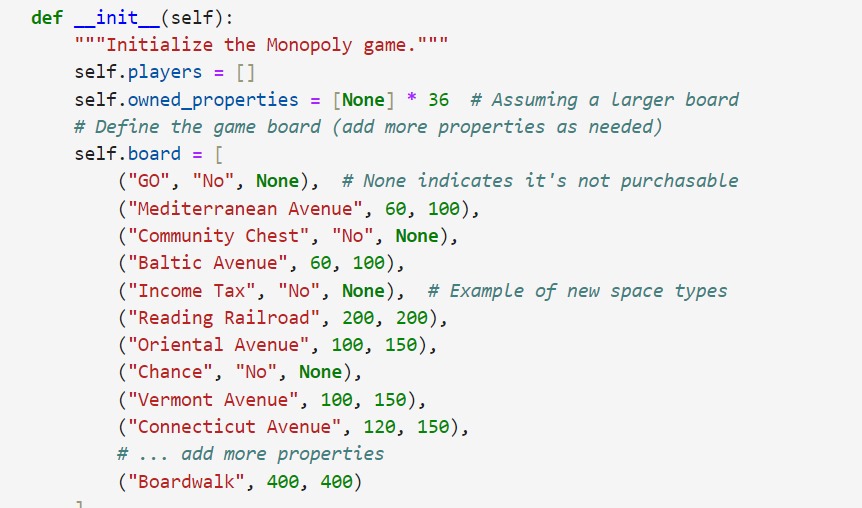 def __init__(self):
"""Initialize the Monopoly game."""
self.players = []
self.owned_properties = [None] * 36  # Assuming a larger board
# Define the game board (add more properties as needed)
self.board = [
("GO", "No", None),  # None indicates it's not purchasable
("Mediterranean Avenue", 60, 100),
("Community Chest", "No", None),
("Baltic Avenue", 60, 100),
("Income Tax", "No", None),  # Example of new space types
("Reading Railroad", 200, 200),
("Oriental Avenue", 100, 150),
("Chance", "No", None),
("Vermont Avenue", 100, 150),
("Connecticut Avenue", 120, 150),
# ... add more properties
("Boardwalk", 400, 400)
]